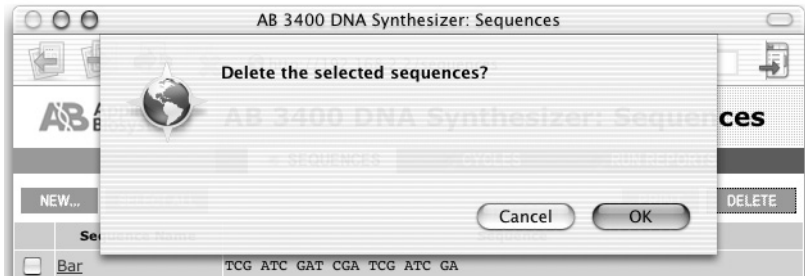 AB 3400 DNA Synthesizer: Sequences
Delete the selected sequences?
AB
AB 3400 DNA Synthesizer: Sequences
SEQUENCES CYCLES RUN REPORTS
NEW... DELETE
Cancel OK
Sequence Name Sequence
Bar TCG ATC GAT CGA TCG ATC GA